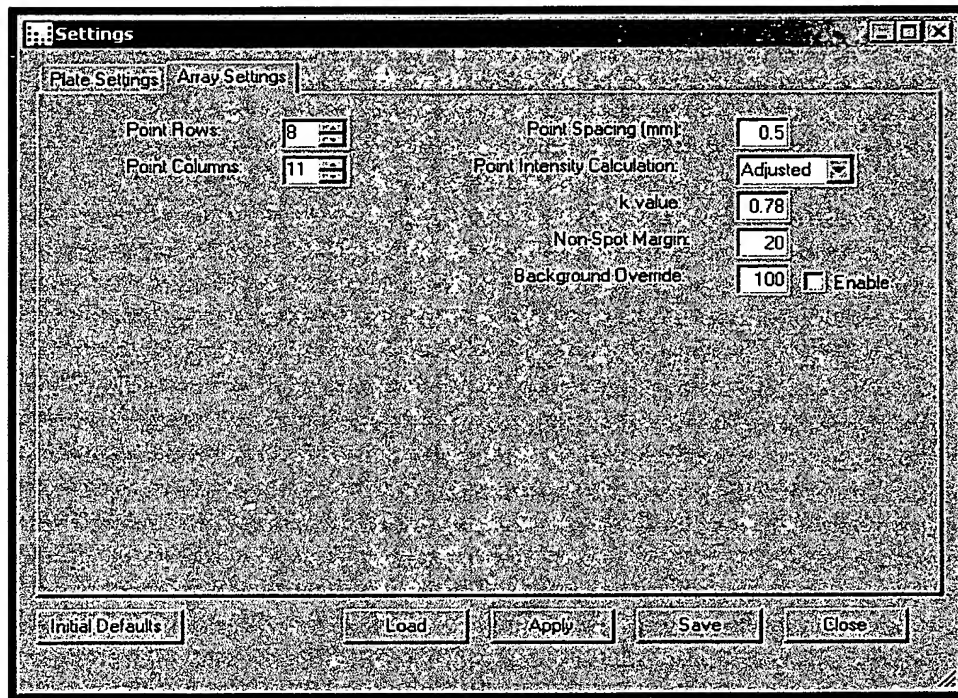 Settings
Plate Settings Array Settings
Point Rows: 8 Point Spacing (mm): 0.5
Point Columns: 11 Point Intensity Calculation: Adjusted
k value: 0.78
Non-Spot Margin: 20
Background Override: 100 Enable
Initial Defaults Load Apply Save Close